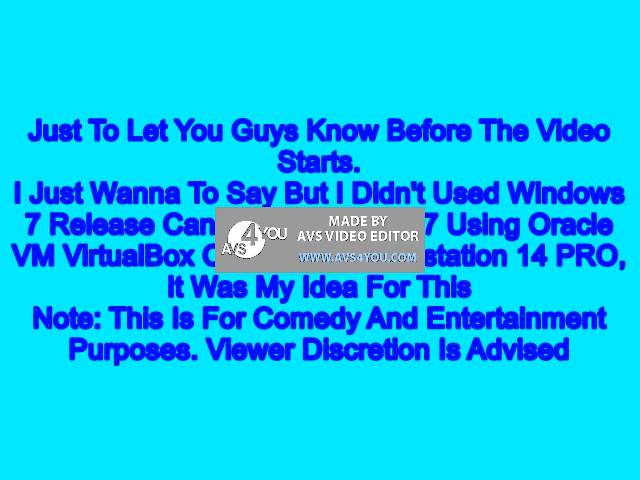 Just To Let You Guys Know Before The Video
Starts.
I Just Wanna To Say But I Didn't Used Windows
7 Release Can 7 Using Oracle
VM VirtualBox station 14 PRO,
It Was My Idea For This
Note: This Is For Comedy And Entertainment
Purposes. Viewer Discretion Is Advised
AVS4YOU
MADE BY
AVS VIDEO EDITOR
WWW.AVS4YOU.COM